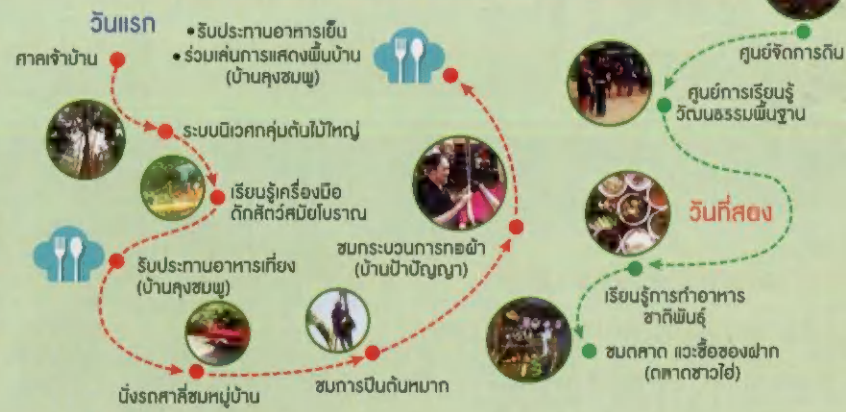 วันแรก
ศาลเจ้าบ้าน
ระบบนิเวศกลุ่มต้นไม้ใหญ่
เรียนรู้เครื่องมือ
ดักสัตว์สมัยโบราณ
รับประทานอาหารเที่ยง
(บ้านลุงชมพู)
นั่งรถสาลี่ชมหมู่บ้าน
ชมการปีนต้นหมาก
ชมกระบวนการทอผ้า
(บ้านป้าปัญญา)
• รับประทานอาหารเย็น
• ร่วมเล่นการแสดงพื้นบ้าน
(บ้านลุงชมพู)
วันที่สอง
ศูนย์จัดการดิน
ศูนย์การเรียนรู้
วัฒนธรรมพื้นฐาน
เรียนรู้การทำอาหาร
ชาติพันธุ์
ชมตลาด แวะซื้อของฝาก
(ตลาดซาวไฮ่)